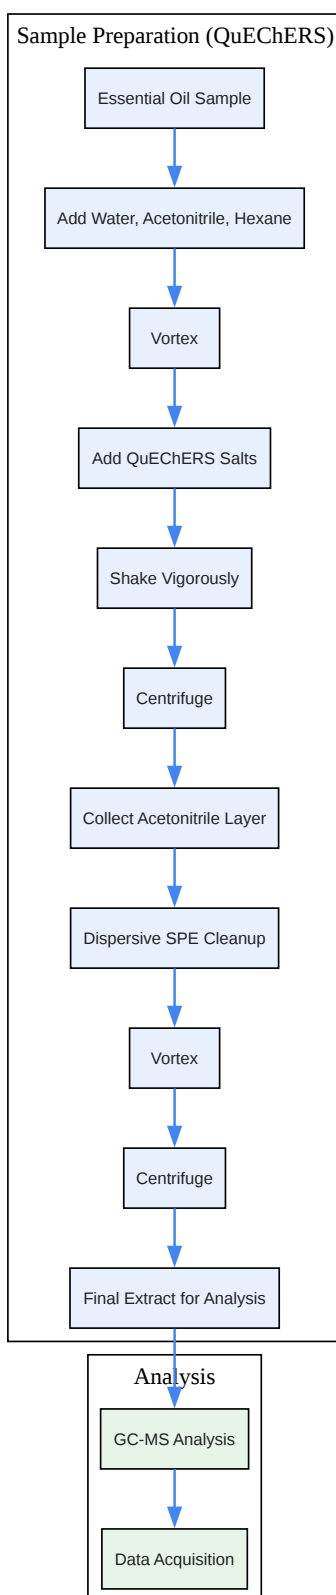 Sample Preparation (QuEChERS)
Essential Oil Sample
Add Water, Acetonitrile, Hexane
Vortex
Add QuEChERS Salts
Shake Vigorously
Centrifuge
Collect Acetonitrile Layer
Dispersive SPE Cleanup
Vortex
Centrifuge
Final Extract for Analysis
Analysis
GC-MS Analysis
Data Acquisition